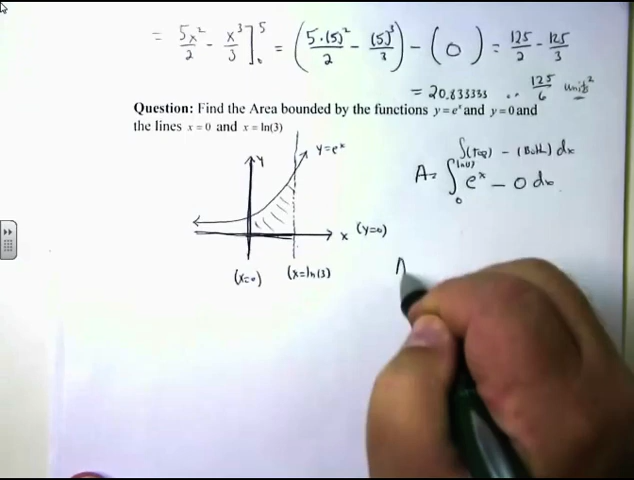 = 5x²/2 - x³/3 ]₀⁵ = (5·(5)²/2 - (5)³/3) - (0) = 125/2 - 125/3
= 20.833333 .. 125/6 units²
Question: Find the Area bounded by the functions y = eˣ and y = 0 and
the lines x = 0 and x = ln(3)
y=eˣ
y
∫(Top) - (Bott) dx
A = ∫₀^ln(3) eˣ - 0 dx.
x (y=0)
(x=0) (x=ln(3))
A